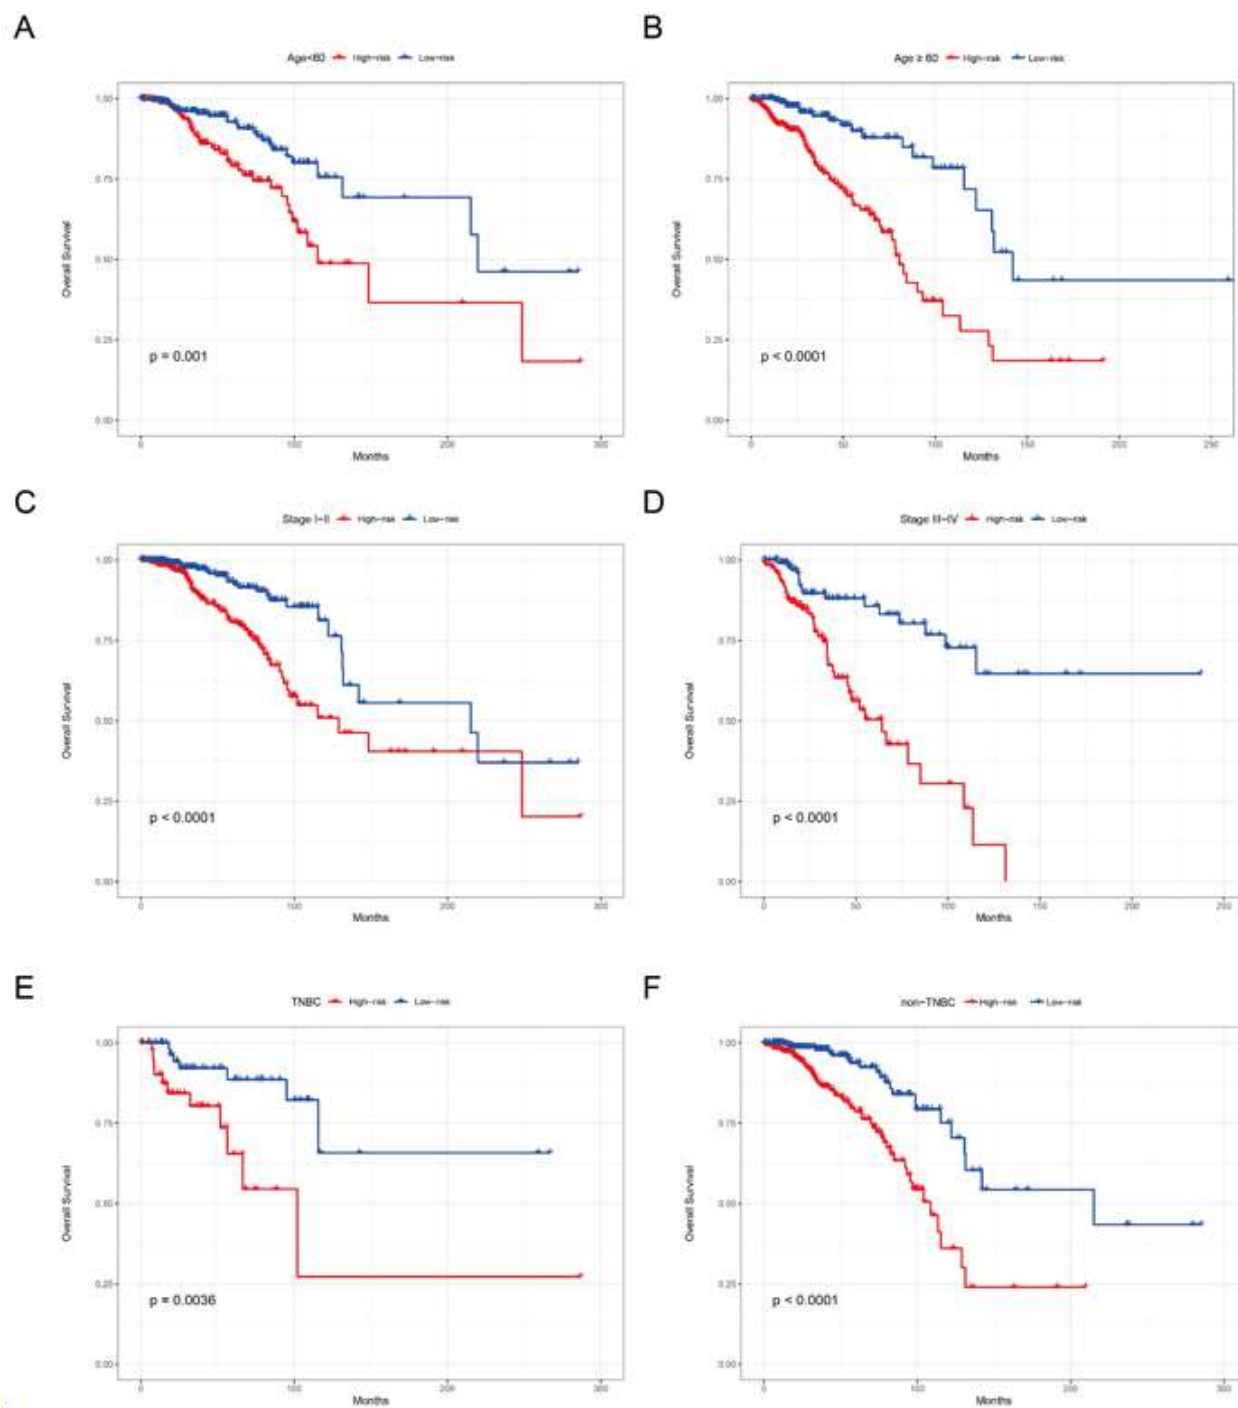 A
B
Age<60 High-risk Low-risk
Age ≥ 60 High-risk Low-risk
1.00
0.75
0.50
0.25
0.00
Overall Survival
p = 0.001
0 100 200 300
Months
1.00
0.75
0.50
0.25
0.00
Overall Survival
p < 0.0001
0 50 100 150 200 250
Months
C
D
Stage I-II High-risk Low-risk
Stage III-IV High-risk Low-risk
1.00
0.75
0.50
0.25
0.00
Overall Survival
p < 0.0001
0 100 200 300
Months
1.00
0.75
0.50
0.25
0.00
Overall Survival
p < 0.0001
0 50 100 150 200 250
Months
E
F
TNBC High-risk Low-risk
non-TNBC High-risk Low-risk
1.00
0.75
0.50
0.25
0.00
Overall Survival
p = 0.0036
0 100 200 300
Months
1.00
0.75
0.50
0.25
0.00
Overall Survival
p < 0.0001
0 100 200 300
Months